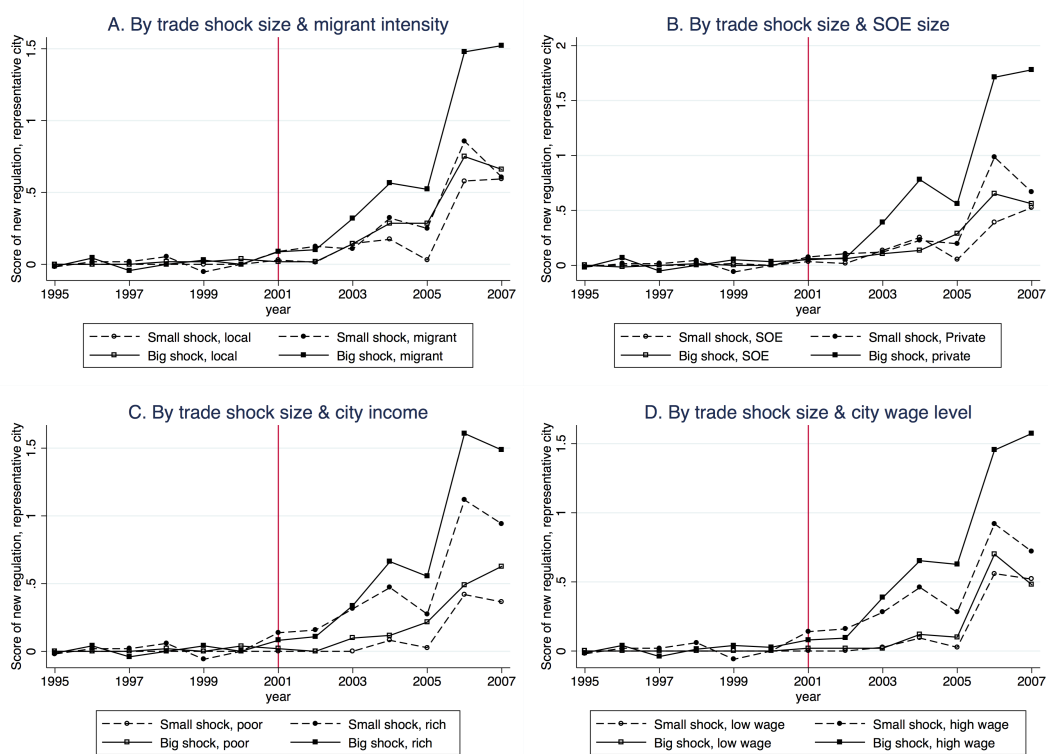 A. By trade shock size & migrant intensity
Score of new regulation, representative city
0 .5 1 1.5
1995 1997 1999 2001 2003 2005 2007
year
Small shock, local Small shock, migrant
Big shock, local Big shock, migrant
B. By trade shock size & SOE size
Score of new regulation, representative city
0 .5 1 1.5 2
1995 1997 1999 2001 2003 2005 2007
year
Small shock, SOE Small shock, Private
Big shock, SOE Big shock, private
C. By trade shock size & city income
Score of new regulation, representative city
0 .5 1 1.5
1995 1997 1999 2001 2003 2005 2007
year
Small shock, poor Small shock, rich
Big shock, poor Big shock, rich
D. By trade shock size & city wage level
Score of new regulation, representative city
0 .5 1 1.5
1995 1997 1999 2001 2003 2005 2007
year
Small shock, low wage Small shock, high wage
Big shock, low wage Big shock, high wage